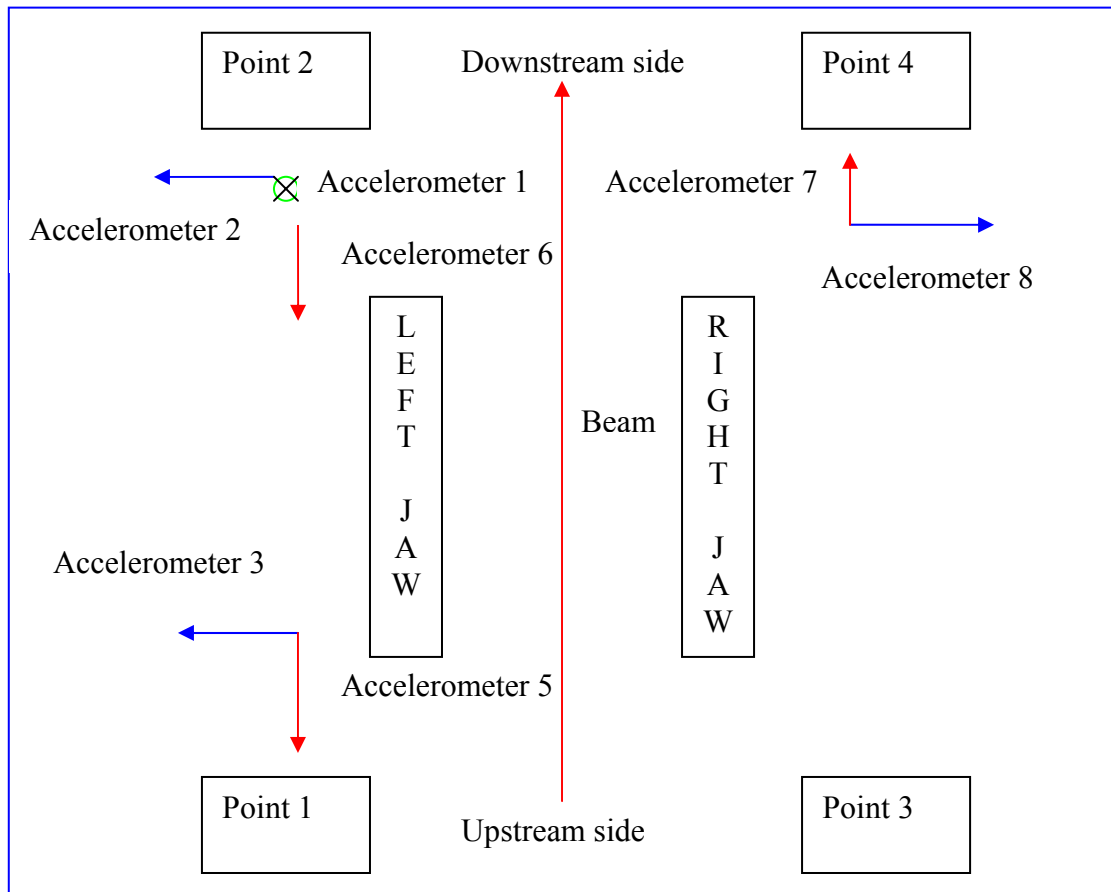 Point 2
Downstream side
Point 4
Accelerometer 1
Accelerometer 7
Accelerometer 2
Accelerometer 6
Accelerometer 8
L
E
F
T
J
A
W
R
I
G
H
T
J
A
W
Beam
Accelerometer 3
Accelerometer 5
Point 1
Upstream side
Point 3